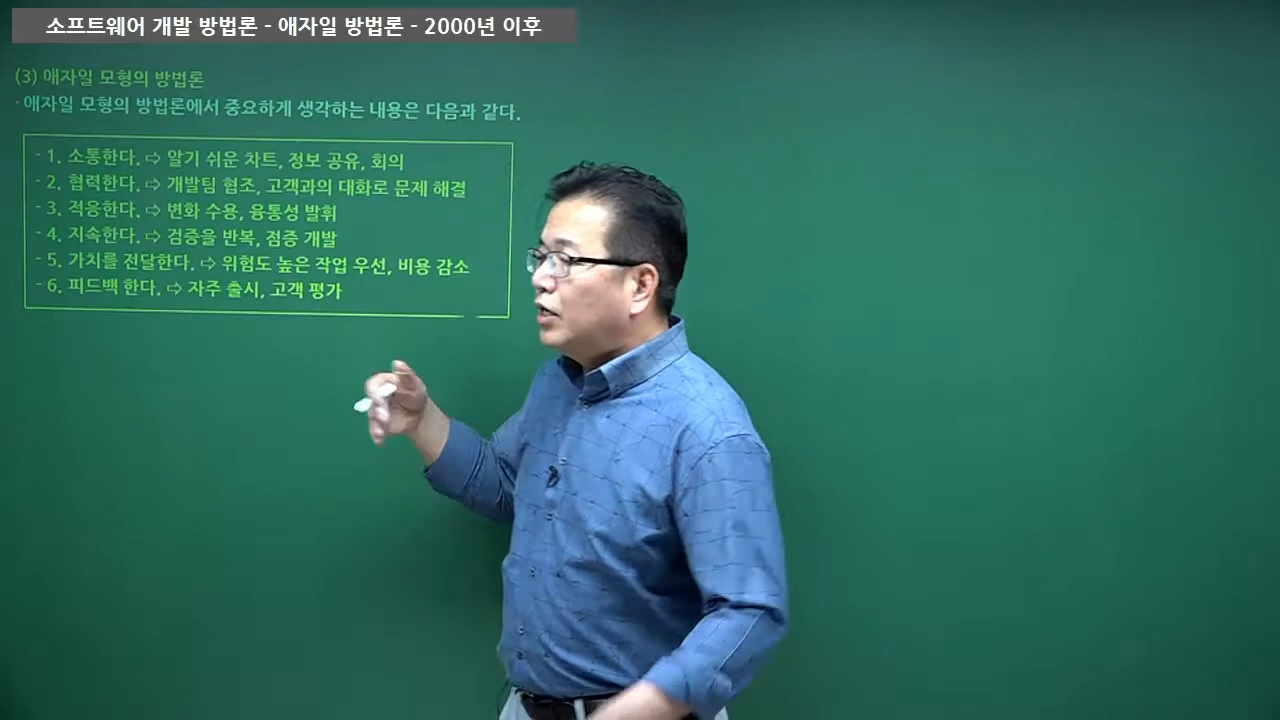 소프트웨어 개발 방법론 - 애자일 방법론 - 2000년 이후
(3) 애자일 모형의 방법론
· 애자일 모형의 방법론에서 중요하게 생각하는 내용은 다음과 같다.
- 1. 소통한다. ⇨ 알기 쉬운 차트, 정보 공유, 회의
- 2. 협력한다. ⇨ 개발팀 협조, 고객과의 대화로 문제 해결
- 3. 적응한다. ⇨ 변화 수용, 융통성 발휘
- 4. 지속한다. ⇨ 검증을 반복, 점증 개발
- 5. 가치를 전달한다. ⇨ 위험도 높은 작업 우선, 비용 감소
- 6. 피드백 한다. ⇨ 자주 출시, 고객 평가